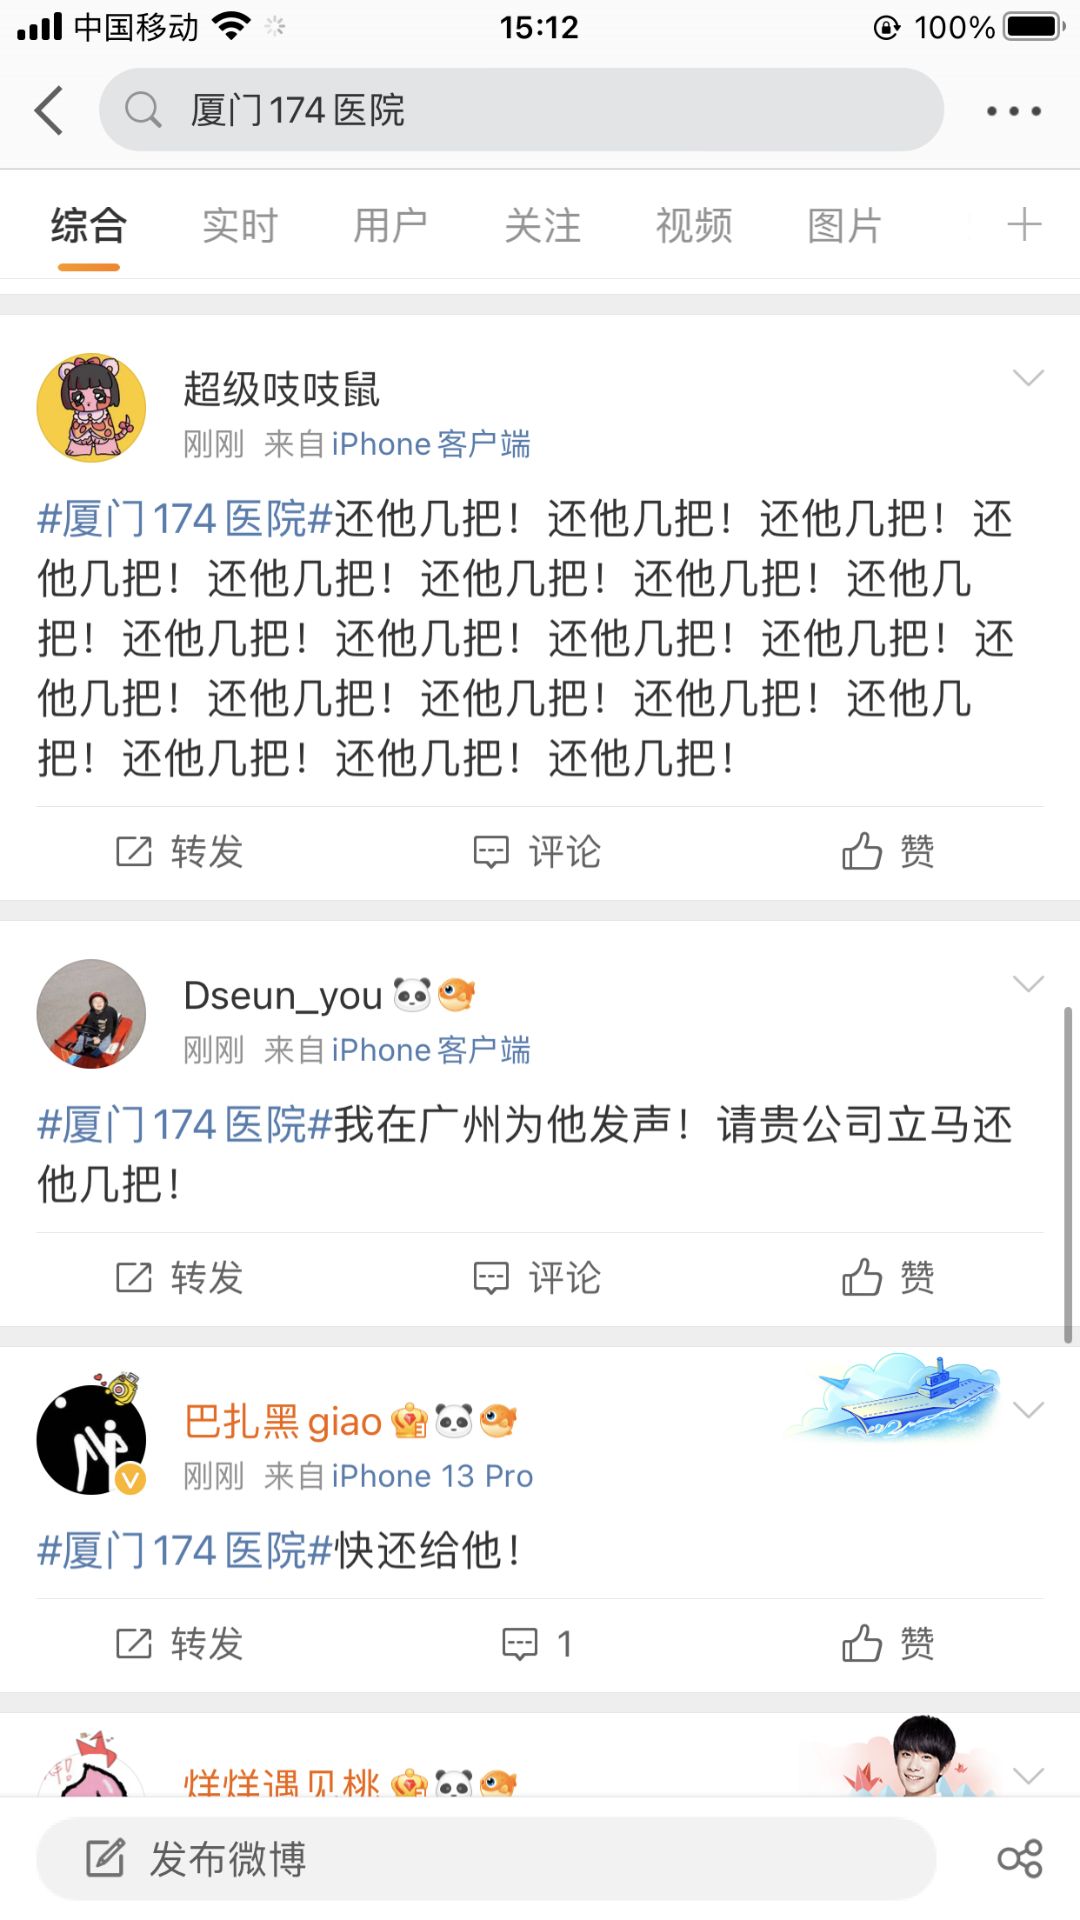 中国移动 15:12 100%
厦门174医院
综合 实时 用户 关注 视频 图片
超级吱吱鼠
刚刚 来自iPhone客户端
#厦门174医院#还他几把！还他几把！还他几把！还
他几把！还他几把！还他几把！还他几把！还他几
把！还他几把！还他几把！还他几把！还他几把！还
他几把！还他几把！还他几把！还他几把！还他几
把！还他几把！还他几把！还他几把！
转发 评论 赞
Dseun_you
刚刚 来自iPhone客户端
#厦门174医院#我在广州为他发声！请贵公司立马还
他几把！
转发 评论 赞
巴扎黑giao
刚刚 来自iPhone 13 Pro
#厦门174医院#快还给他！
转发 1 赞
烊烊遇见桃
发布微博